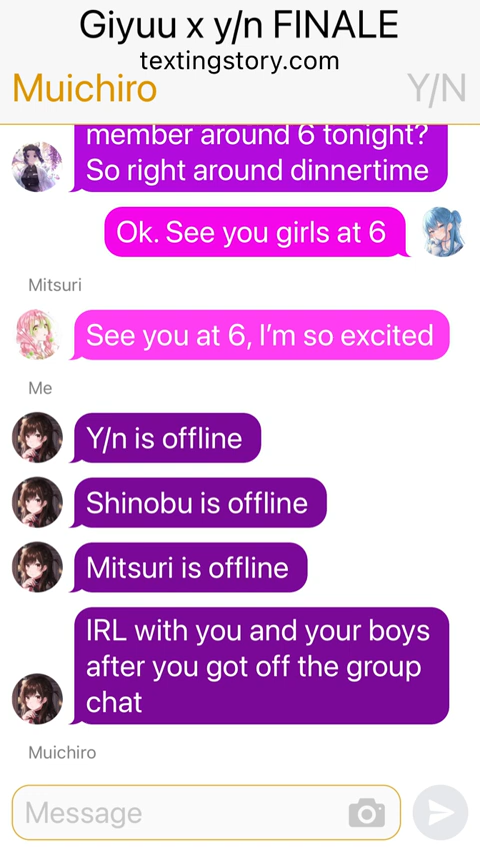 Giyuu x y/n FINALE
textingstory.com
Muichiro
Y/N
member around 6 tonight?
So right around dinnertime
Ok. See you girls at 6
Mitsuri
See you at 6, I'm so excited
Me
Y/n is offline
Shinobu is offline
Mitsuri is offline
IRL with you and your boys
after you got off the group
chat
Muichiro
Message